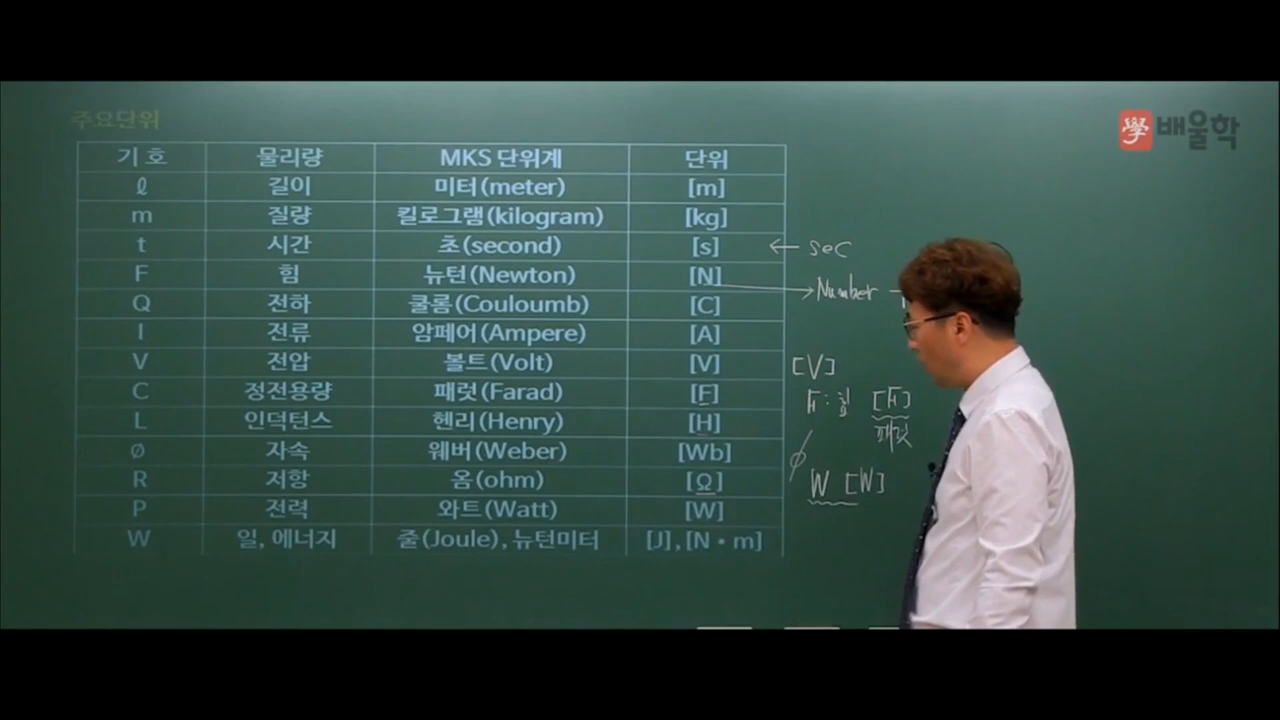 주요단위
學 배울학
기 호 물리량 MKS 단위계 단위
ℓ 길이 미터(meter) [m]
m 질량 킬로그램(kilogram) [kg]
t 시간 초(second) [s] ← sec
F 힘 뉴턴(Newton) [N] → Number
Q 전하 쿨롬(Couloumb) [C]
I 전류 암페어(Ampere) [A]
V 전압 볼트(Volt) [V] [V]
C 정전용량 패럿(Farad) [F] F : 힘 [F]
L 인덕턴스 헨리(Henry) [H] 패럿
ø 자속 웨버(Weber) [Wb] ϕ
R 저항 옴(ohm) [Ω] W [W]
P 전력 와트(Watt) [W]
W 일, 에너지 줄(Joule), 뉴턴미터 [J],[N・m]